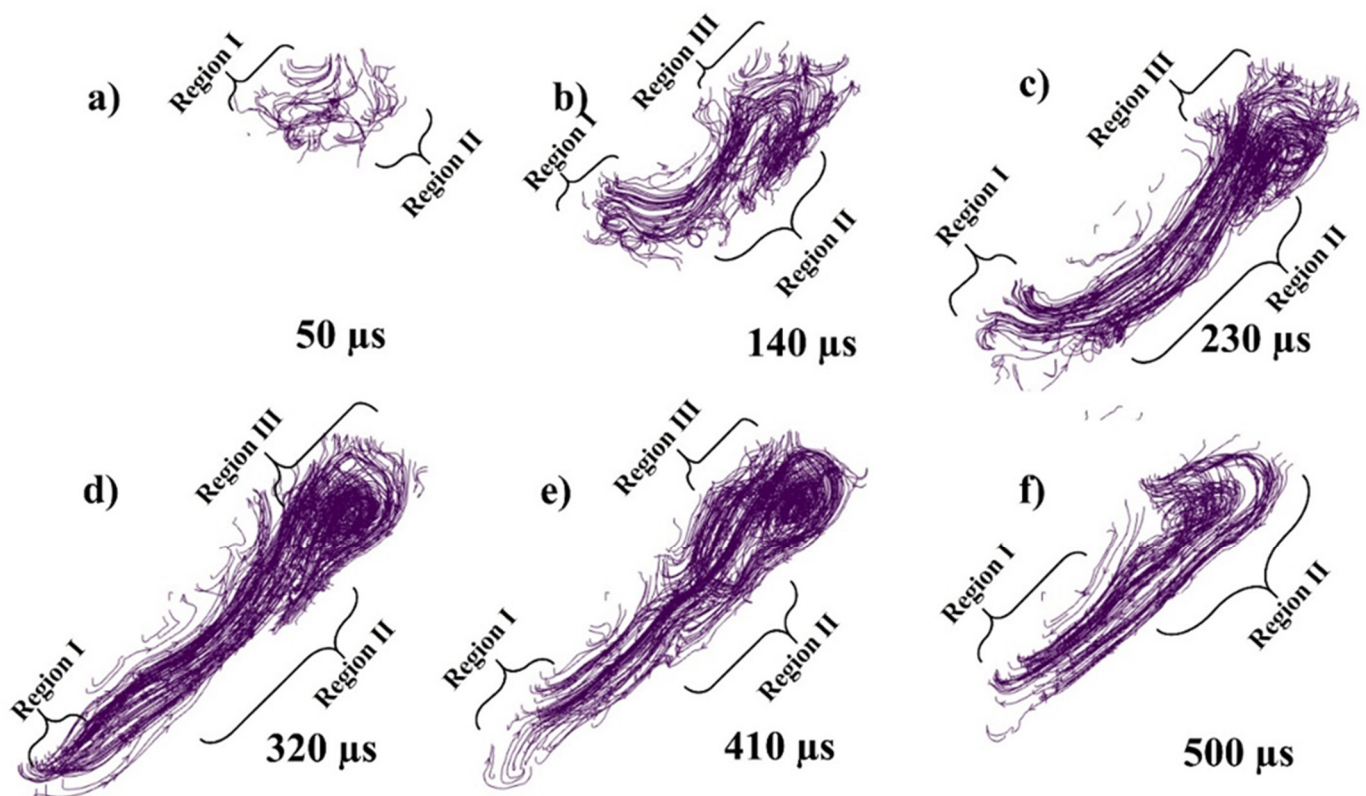 a)
Region I
Region II
50 μs
b)
Region III
Region I
Region II
140 μs
c)
Region III
Region I
Region II
230 μs
d)
Region III
Region I
Region II
320 μs
e)
Region III
Region I
Region II
410 μs
f)
Region I
Region II
500 μs